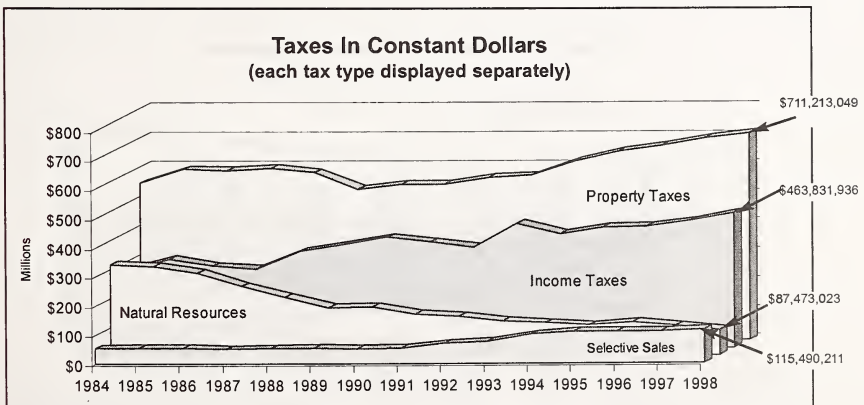 Taxes In Constant Dollars
(each tax type displayed separately)
$711,213,049
$800
$700
$600
$500
$400
$300
$200
$100
$0
Millions
Property Taxes
$463,831,936
Income Taxes
Natural Resources
$87,473,023
Selective Sales
$115,490,211
1984 1985 1986 1987 1988 1989 1990 1991 1992 1993 1994 1995 1996 1997 1998